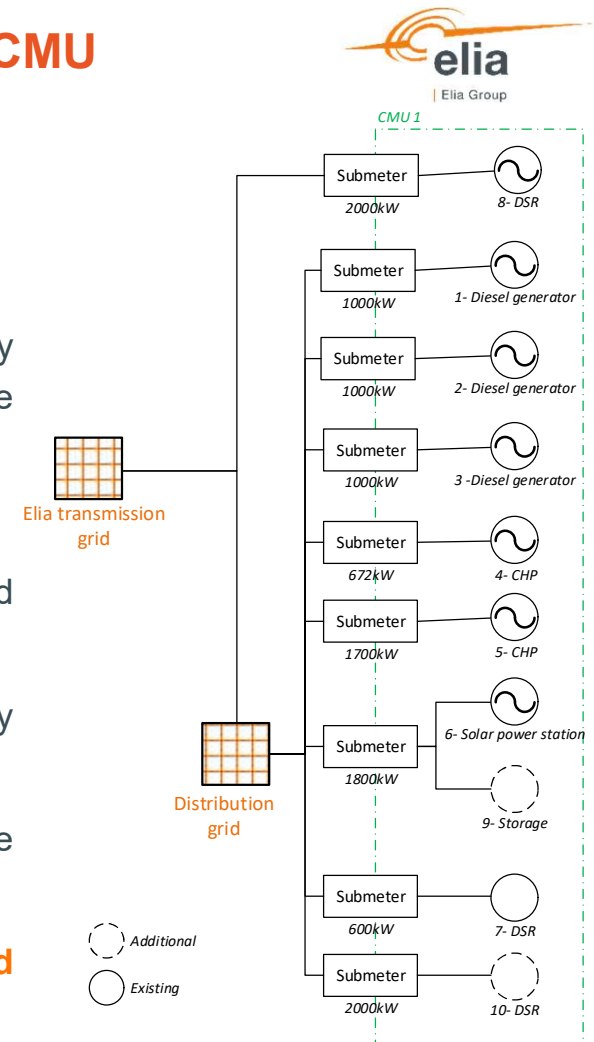 CMU
elia
| Elia Group
y
e
d
y
e
d
CMU 1
Submeter
2000kW
8- DSR
Submeter
1000kW
1- Diesel generator
Submeter
1000kW
2- Diesel generator
Submeter
1000kW
3 -Diesel generator
Elia transmission
grid
Submeter
672kW
4- CHP
Submeter
1700kW
5- CHP
Submeter
1800kW
6- Solar power station
9- Storage
Distribution
grid
Submeter
600kW
7- DSR
Submeter
2000kW
10- DSR
Additional
Existing